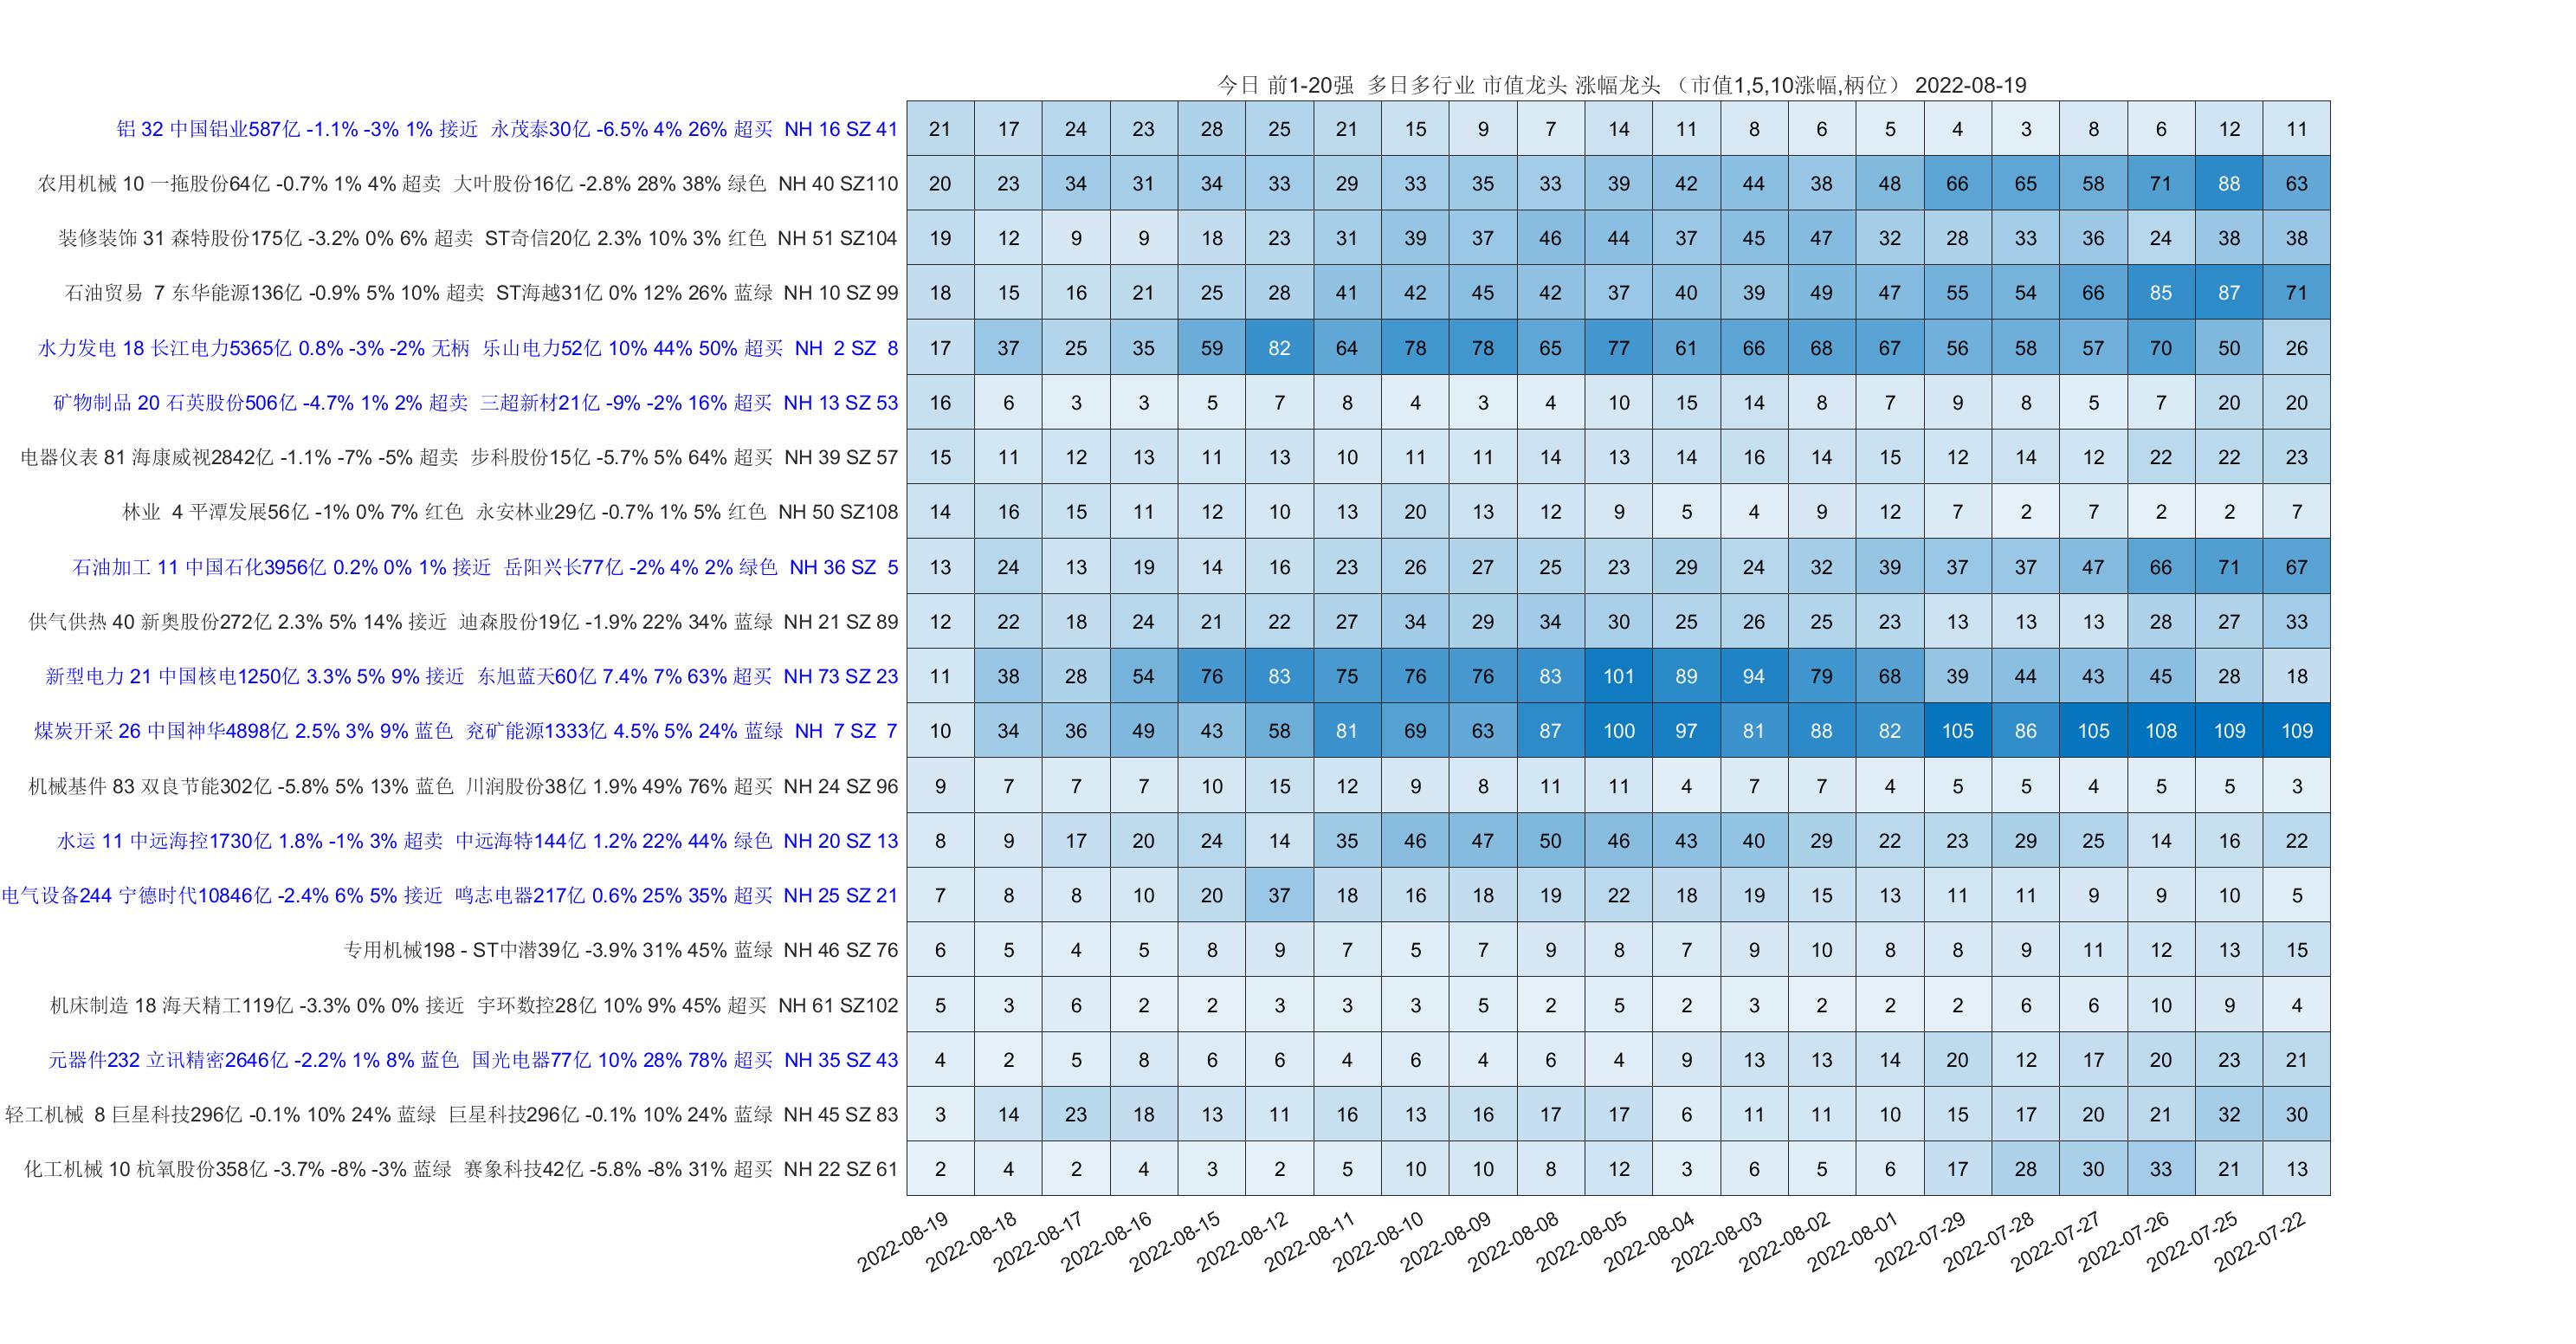 今日 前1-20强 多日多行业 市值龙头 涨幅龙头 （市值1,5,10涨幅,柄位） 2022-08-19
铝 32 中国铝业587亿 -1.1% -3% 1% 接近 永茂泰30亿 -6.5% 4% 26% 超买 NH 16 SZ 41 21 17 24 23 28 25 21 15 9 7 14 11 8 6 5 4 3 8 6 12 11
农用机械 10 一拖股份64亿 -0.7% 1% 4% 超卖 大叶股份16亿 -2.8% 28% 38% 绿色 NH 40 SZ110 20 23 34 31 34 33 29 33 35 33 39 42 44 38 48 66 65 58 71 88 63
装修装饰 31 森特股份175亿 -3.2% 0% 6% 超卖 ST奇信20亿 2.3% 10% 3% 红色 NH 51 SZ104 19 12 9 9 18 23 31 39 37 46 44 37 45 47 32 28 33 36 24 38 38
石油贸易 7 东华能源136亿 -0.9% 5% 10% 超卖 ST海越31亿 0% 12% 26% 蓝绿 NH 10 SZ 99 18 15 16 21 25 28 41 42 45 42 37 40 39 49 47 55 54 66 85 87 71
水力发电 18 长江电力5365亿 0.8% -3% -2% 无柄 乐山电力52亿 10% 44% 50% 超买 NH 2 SZ 8 17 37 25 35 59 82 64 78 78 65 77 61 66 68 67 56 58 57 70 50 26
矿物制品 20 石英股份506亿 -4.7% 1% 2% 超卖 三超新材21亿 -9% -2% 16% 超买 NH 13 SZ 53 16 6 3 3 5 7 8 4 3 4 10 15 14 8 7 9 8 5 7 20 20
电器仪表 81 海康威视2842亿 -1.1% -7% -5% 超卖 步科股份15亿 -5.7% 5% 64% 超买 NH 39 SZ 57 15 11 12 13 11 13 10 11 11 14 13 14 16 14 15 12 14 12 22 22 23
林业 4 平潭发展56亿 -1% 0% 7% 红色 永安林业29亿 -0.7% 1% 5% 红色 NH 50 SZ108 14 16 15 11 12 10 13 20 13 12 9 5 4 9 12 7 2 7 2 2 7
石油加工 11 中国石化3956亿 0.2% 0% 1% 接近 岳阳兴长77亿 -2% 4% 2% 绿色 NH 36 SZ 5 13 24 13 19 14 16 23 26 27 25 23 29 24 32 39 37 37 47 66 71 67
供气供热 40 新奥股份272亿 2.3% 5% 14% 接近 迪森股份19亿 -1.9% 22% 34% 蓝绿 NH 21 SZ 89 12 22 18 24 21 22 27 34 29 34 30 25 26 25 23 13 13 13 28 27 33
新型电力 21 中国核电1250亿 3.3% 5% 9% 接近 东旭蓝天60亿 7.4% 7% 63% 超买 NH 73 SZ 23 11 38 28 54 76 83 75 76 76 83 101 89 94 79 68 39 44 43 45 28 18
煤炭开采 26 中国神华4898亿 2.5% 3% 9% 蓝色 兖矿能源1333亿 4.5% 5% 24% 蓝绿 NH 7 SZ 7 10 34 36 49 43 58 81 69 63 87 100 97 81 88 82 105 86 105 108 109 109
机械基件 83 双良节能302亿 -5.8% 5% 13% 蓝色 川润股份38亿 1.9% 49% 76% 超买 NH 24 SZ 96 9 7 7 7 10 15 12 9 8 11 11 4 7 7 4 5 5 4 5 5 3
水运 11 中远海控1730亿 1.8% -1% 3% 超卖 中远海特144亿 1.2% 22% 44% 绿色 NH 20 SZ 13 8 9 17 20 24 14 35 46 47 50 46 43 40 29 22 23 29 25 14 16 22
电气设备244 宁德时代10846亿 -2.4% 6% 5% 接近 鸣志电器217亿 0.6% 25% 35% 超买 NH 25 SZ 21 7 8 8 10 20 37 18 16 18 19 22 18 19 15 13 11 11 9 9 10 5
专用机械198 - ST中潜39亿 -3.9% 31% 45% 蓝绿 NH 46 SZ 76 6 5 4 5 8 9 7 5 7 9 8 7 9 10 8 8 9 11 12 13 15
机床制造 18 海天精工119亿 -3.3% 0% 0% 接近 宇环数控28亿 10% 9% 45% 超买 NH 61 SZ102 5 3 6 2 2 3 3 3 5 2 5 2 3 2 2 2 6 6 10 9 4
元器件232 立讯精密2646亿 -2.2% 1% 8% 蓝色 国光电器77亿 10% 28% 78% 超买 NH 35 SZ 43 4 2 5 8 6 6 4 6 4 6 4 9 13 13 14 20 12 17 20 23 21
轻工机械 8 巨星科技296亿 -0.1% 10% 24% 蓝绿 巨星科技296亿 -0.1% 10% 24% 蓝绿 NH 45 SZ 83 3 14 23 18 13 11 16 13 16 17 17 6 11 11 10 15 17 20 21 32 30
化工机械 10 杭氧股份358亿 -3.7% -8% -3% 蓝绿 赛象科技42亿 -5.8% -8% 31% 超买 NH 22 SZ 61 2 4 2 4 3 2 5 10 10 8 12 3 6 5 6 17 28 30 33 21 13
2022-08-19 2022-08-18 2022-08-17 2022-08-16 2022-08-15 2022-08-12 2022-08-11 2022-08-10 2022-08-09 2022-08-08 2022-08-05 2022-08-04 2022-08-03 2022-08-02 2022-08-01 2022-07-29 2022-07-28 2022-07-27 2022-07-26 2022-07-25 2022-07-22